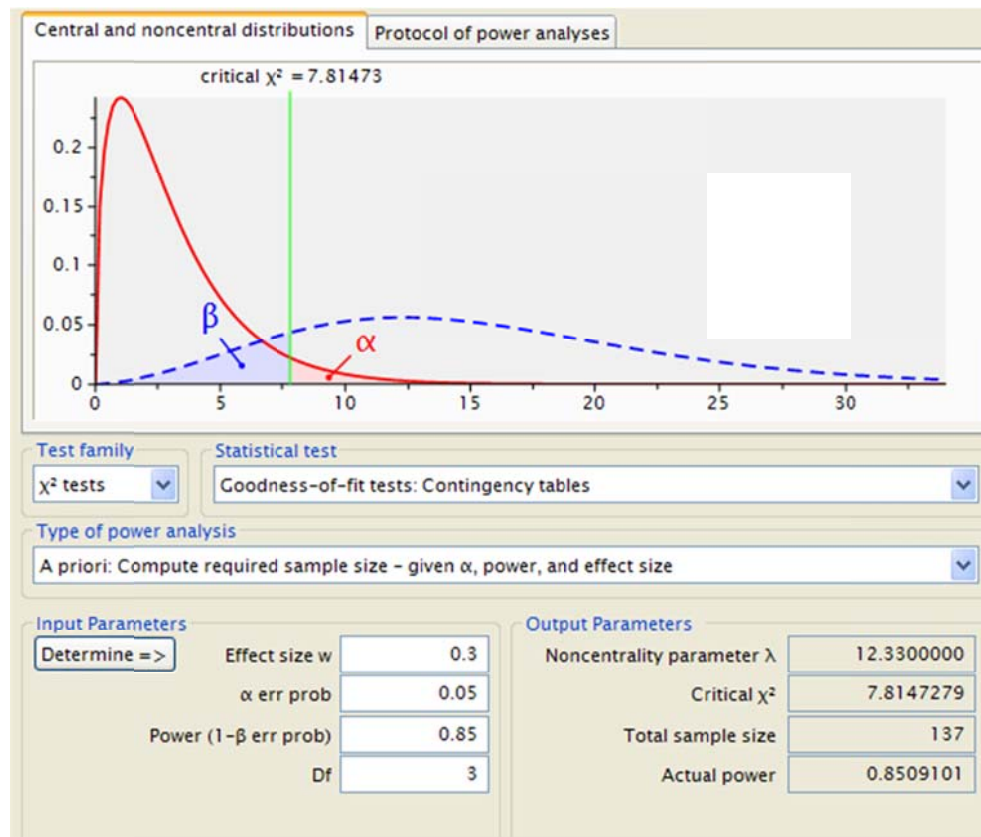 Central and noncentral distributions
Protocol of power analyses
critical χ² = 7.81473
0.2
0.15
0.1
0.05
0
β
α
0 5 10 15 20 25 30
Test family
Statistical test
χ² tests
Goodness-of-fit tests: Contingency tables
Type of power analysis
A priori: Compute required sample size – given α, power, and effect size
Input Parameters
Determine =>
Effect size w 0.3
α err prob 0.05
Power (1-β err prob) 0.85
Df 3
Output Parameters
Noncentrality parameter λ 12.3300000
Critical χ² 7.8147279
Total sample size 137
Actual power 0.8509101